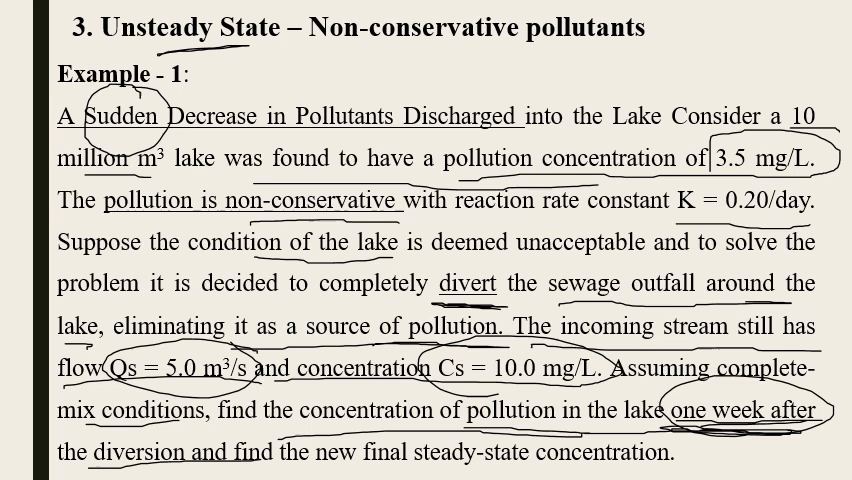 3. Unsteady State – Non-conservative pollutants
Example - 1:
A Sudden Decrease in Pollutants Discharged into the Lake Consider a 10
million m³ lake was found to have a pollution concentration of 3.5 mg/L.
The pollution is non-conservative with reaction rate constant K = 0.20/day.
Suppose the condition of the lake is deemed unacceptable and to solve the
problem it is decided to completely divert the sewage outfall around the
lake, eliminating it as a source of pollution. The incoming stream still has
flow Qs = 5.0 m³/s and concentration Cs = 10.0 mg/L. Assuming complete-
mix conditions, find the concentration of pollution in the lake one week after
the diversion and find the new final steady-state concentration.